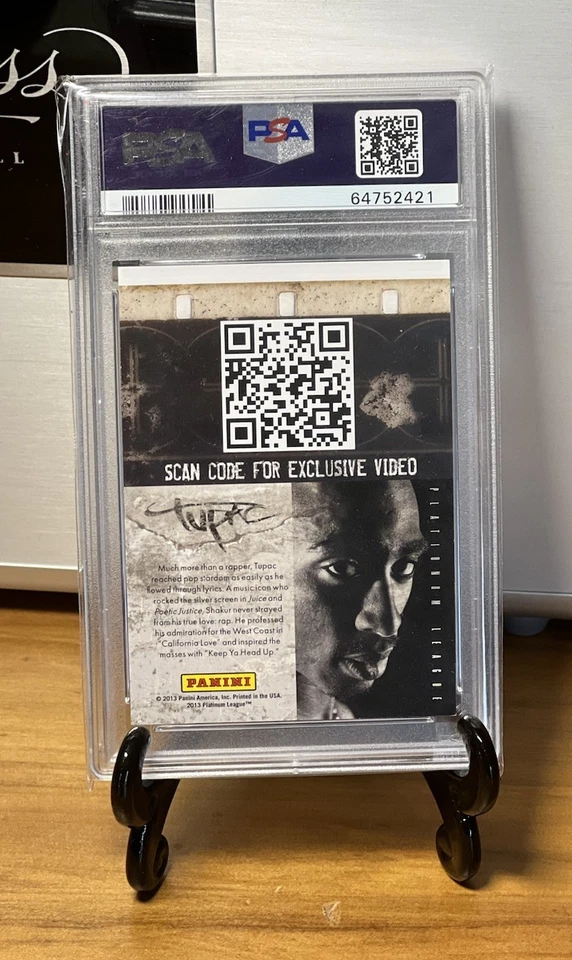 ss
LL
PSA
PSA
64752421
SCAN CODE FOR EXCLUSIVE VIDEO
TUPAC
PLATINUM LEAGUE
Much more than a rapper, Tupac
reached pop stardom as easily as he
flowed through lyrics. A music icon who
rocked the silver screen in Juice and
Poetic Justice, Shakur never strayed
from his true love: rap. He professed
his admiration for the West Coast in
"California Love" and inspired the
masses with "Keep Ya Head Up."
PANINI
© 2013 Panini America, Inc. Printed in the USA.
2013 Platinum League™